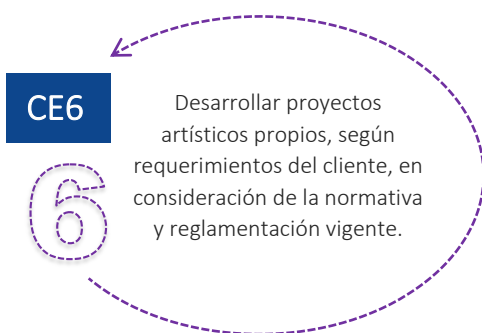 CE6
6
Desarrollar proyectos
artísticos propios, según
requerimientos del cliente, en
consideración de la normativa
y reglamentación vigente.